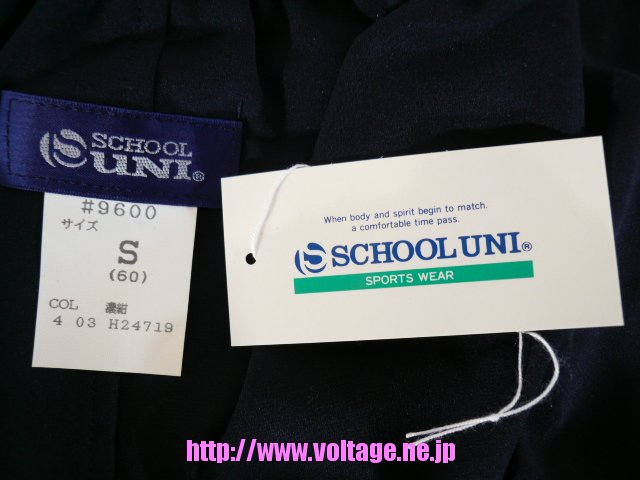 SCHOOL
UNI®
#9600
サイズ
S
(60)
COL 濃紺
4 03 H24719
When body and spirit begin to match.
a comfortable time pass.
SCHOOL UNI®
SPORTS WEAR
http://www.voltage.ne.jp